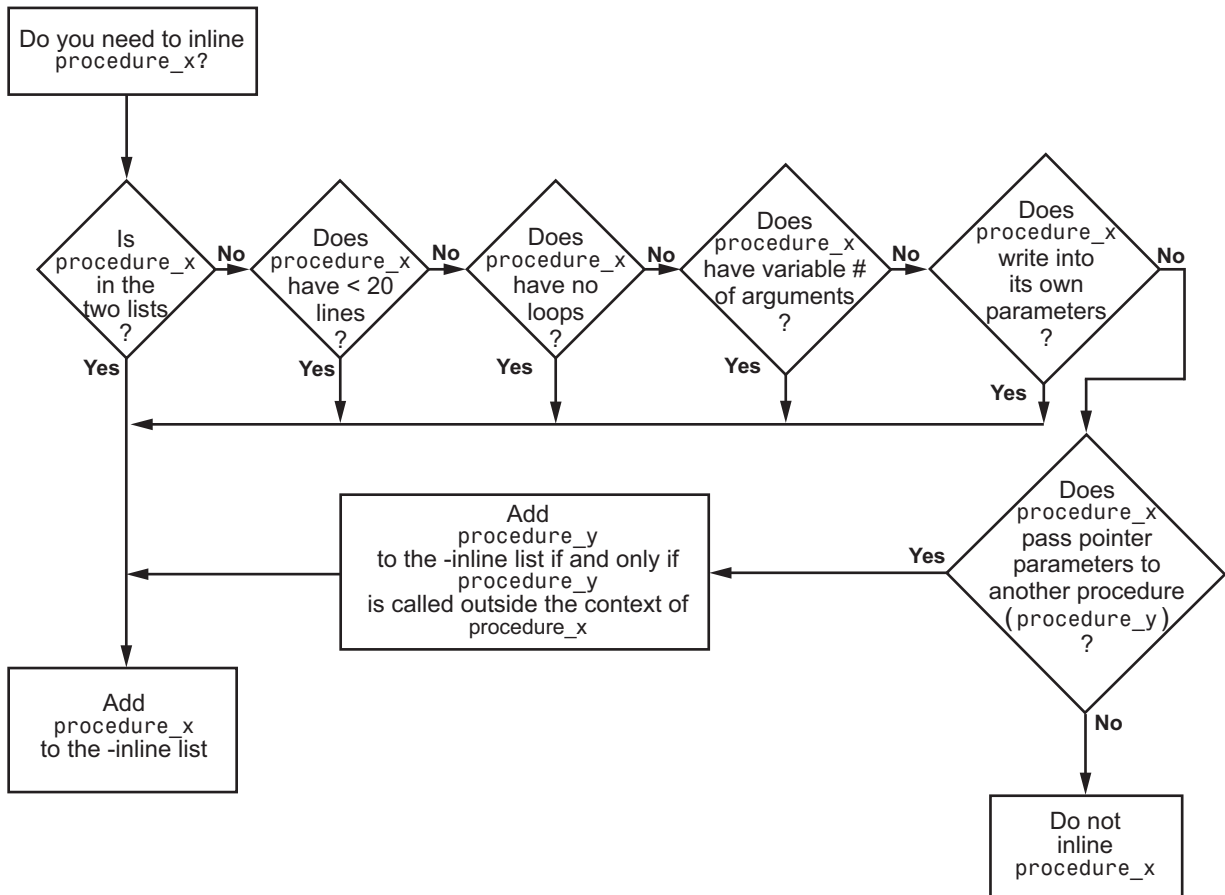 Do you need to inline
procedure_x?
Is
procedure_x
in the
two lists
?
No
Yes
Does
procedure_x
have < 20
lines
?
No
Yes
Does
procedure_x
have no
loops
?
No
Yes
Does
procedure_x
have variable #
of arguments
?
No
Yes
Does
procedure_x
write into
its own
parameters
?
No
Yes
Does
procedure_x
pass pointer
parameters to
another procedure
(procedure_y)
?
Yes
No
Add
procedure_y
to the -inline list if and only if
procedure_y
is called outside the context of
procedure_x
Add
procedure_x
to the -inline list
Do not
inline
procedure_x